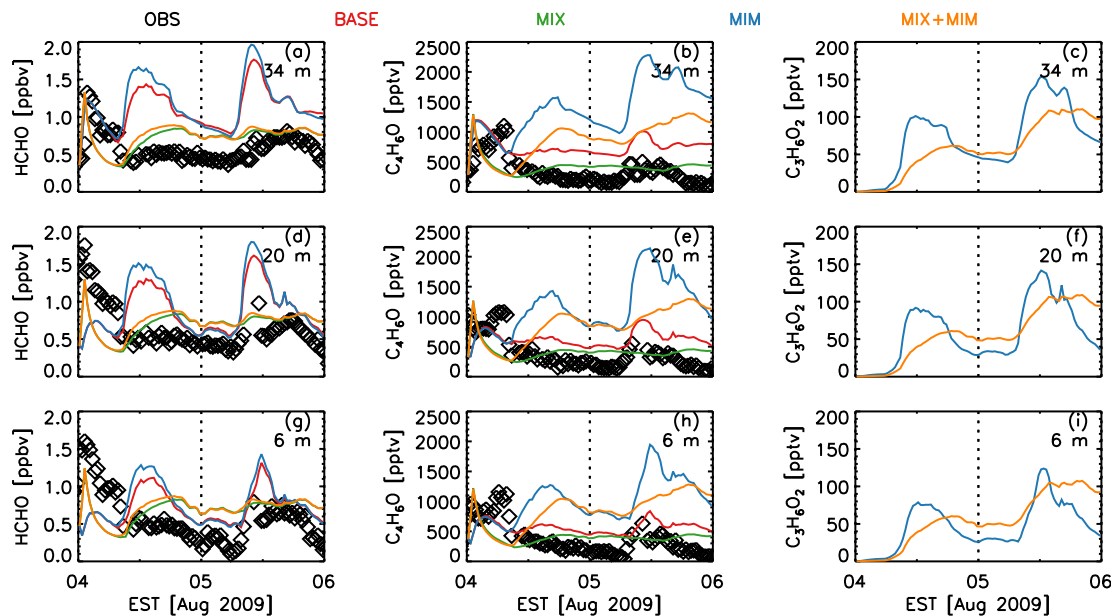 OBS BASE MIX MIM MIX+MIM
(a) 34 m
HCHO [ppbv]
2.0
1.5
1.0
0.5
0.0
(b) 34 m
C₄H₆O [pptv]
2500
2000
1500
1000
500
0
(c) 34 m
C₃H₆O₂ [pptv]
200
150
100
50
0
(d) 20 m
HCHO [ppbv]
2.0
1.5
1.0
0.5
0.0
(e) 20 m
C₄H₆O [pptv]
2500
2000
1500
1000
500
0
(f) 20 m
C₃H₆O₂ [pptv]
200
150
100
50
0
(g) 6 m
HCHO [ppbv]
2.0
1.5
1.0
0.5
0.0
04 05 06
EST [Aug 2009]
(h) 6 m
C₄H₆O [pptv]
2500
2000
1500
1000
500
0
04 05 06
EST [Aug 2009]
(i) 6 m
C₃H₆O₂ [pptv]
200
150
100
50
0
04 05 06
EST [Aug 2009]